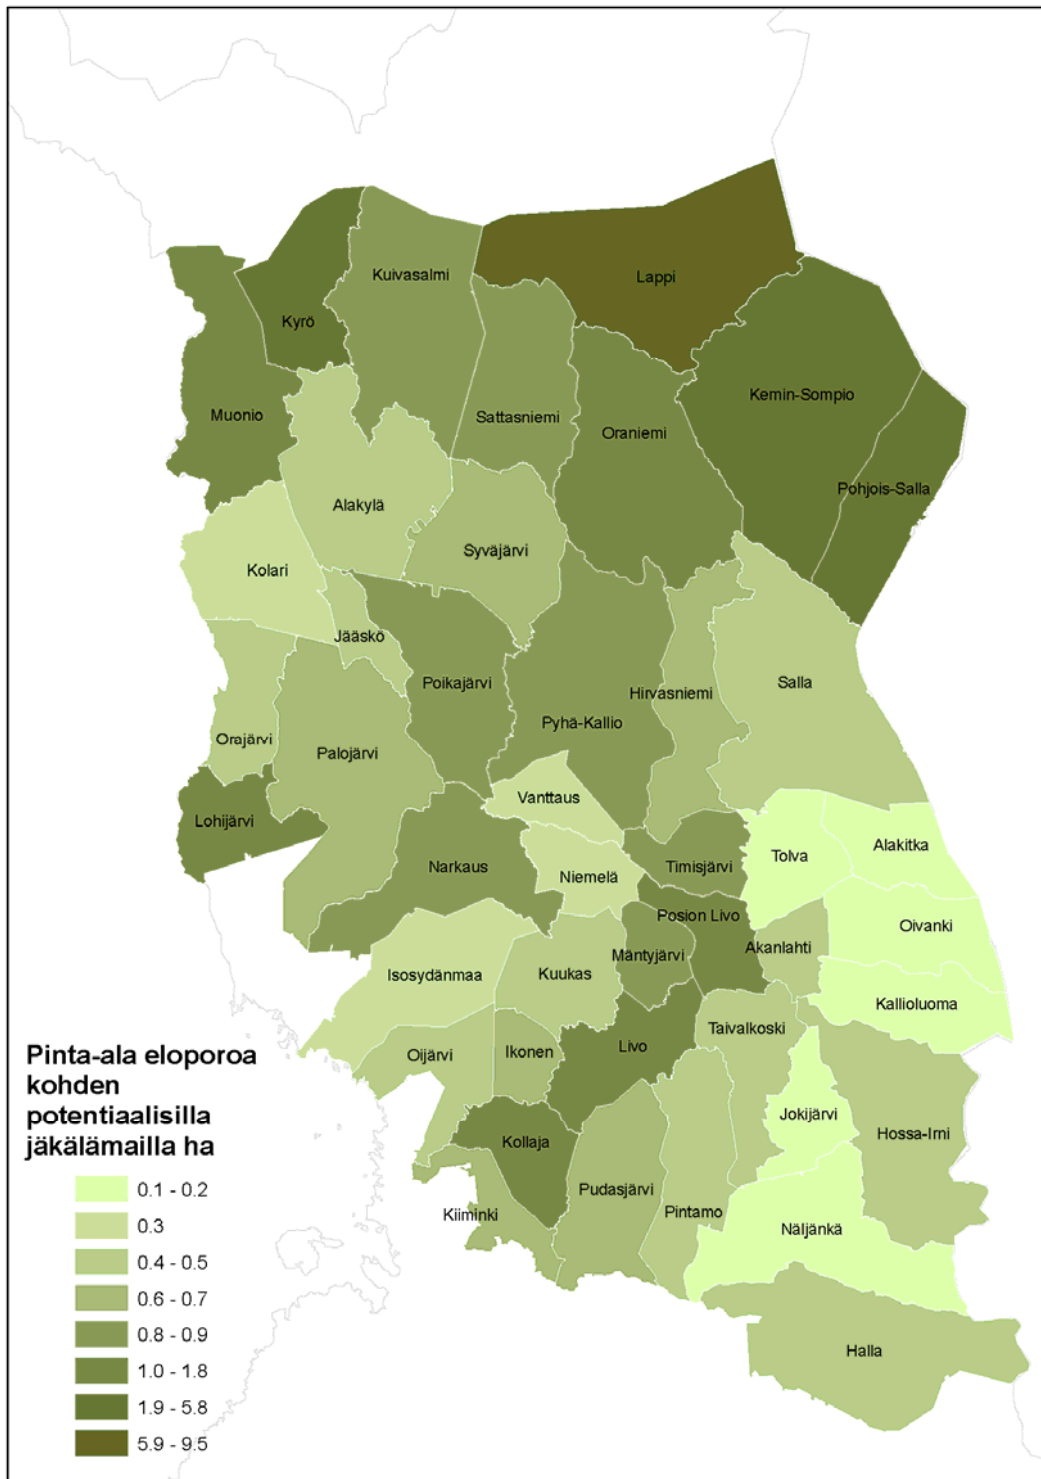 Lappi
Kuivasalmi
Kyrö
Kemin-Sompio
Muonio
Sattasniemi
Oraniemi
Pohjois-Salla
Alakylä
Syväjärvi
Kolari
Jääskö
Poikajärvi
Hirvasniemi
Salla
Pyhä-Kallio
Orajärvi
Palojärvi
Vanttaus
Lohijärvi
Alakitka
Tolva
Narkaus
Niemelä
Timisjärvi
Posion Livo
Oivanki
Akanlahti
Mäntyjärvi
Isosydänmaa
Kuukas
Kallioluoma
Taivalkoski
Livo
Ikonen
Oijärvi
Pinta-ala eloporoa
kohden
potentiaalisilla
jäkälämailla ha
Jokijärvi
Hossa-Irni
Kollaja
Pudasjärvi
Pintamo
Kiiminki
Näljänkä
Halla
0.1 - 0.2
0.3
0.4 - 0.5
0.6 - 0.7
0.8 - 0.9
1.0 - 1.8
1.9 - 5.8
5.9 - 9.5